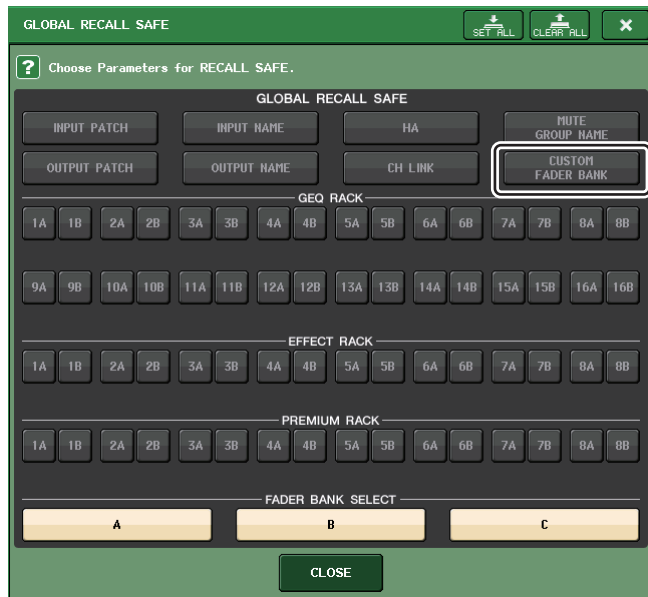 GLOBAL RECALL SAFE
SET ALL
CLEAR ALL
×
? Choose Parameters for RECALL SAFE.
GLOBAL RECALL SAFE
INPUT PATCH
INPUT NAME
HA
MUTE
GROUP NAME
OUTPUT PATCH
OUTPUT NAME
CH LINK
CUSTOM
FADER BANK
GEQ RACK
1A 1B 2A 2B 3A 3B 4A 4B 5A 5B 6A 6B 7A 7B 8A 8B
9A 9B 10A 10B 11A 11B 12A 12B 13A 13B 14A 14B 15A 15B 16A 16B
EFFECT RACK
1A 1B 2A 2B 3A 3B 4A 4B 5A 5B 6A 6B 7A 7B 8A 8B
PREMIUM RACK
1A 1B 2A 2B 3A 3B 4A 4B 5A 5B 6A 6B 7A 7B 8A 8B
FADER BANK SELECT
A B C
CLOSE